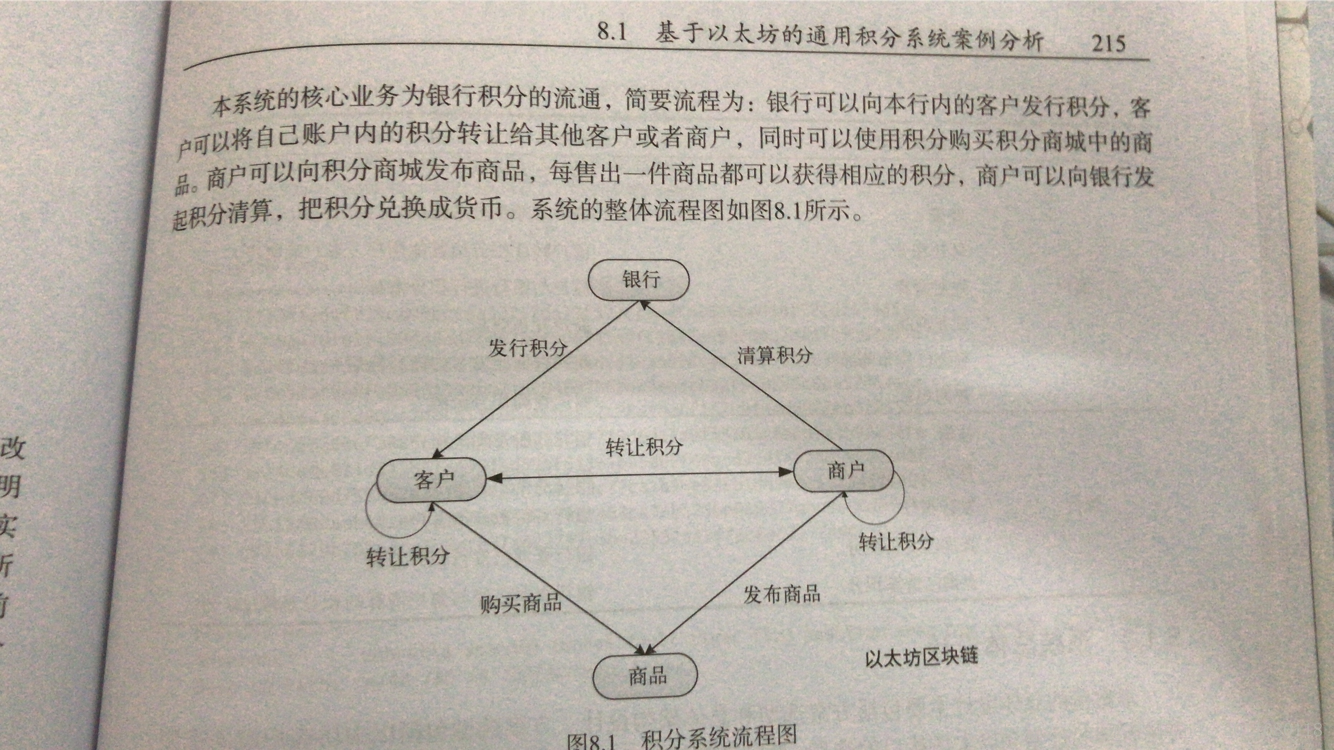 8.1 基于以太坊的通用积分系统案例分析 215
本系统的核心业务为银行积分的流通，简要流程为：银行可以向本行内的客户发行积分，客
户可以将自己账户内的积分转让给其他客户或者商户，同时可以使用积分购买积分商城中的商
品。商户可以向积分商城发布商品，每售出一件商品都可以获得相应的积分，商户可以向银行发
起积分清算，把积分兑换成货币。系统的整体流程图如图8.1所示。
银行
发行积分
清算积分
转让积分
客户
商户
转让积分
转让积分
购买商品
发布商品
商品
以太坊区块链
图8.1 积分系统流程图
改
明
实
所
前